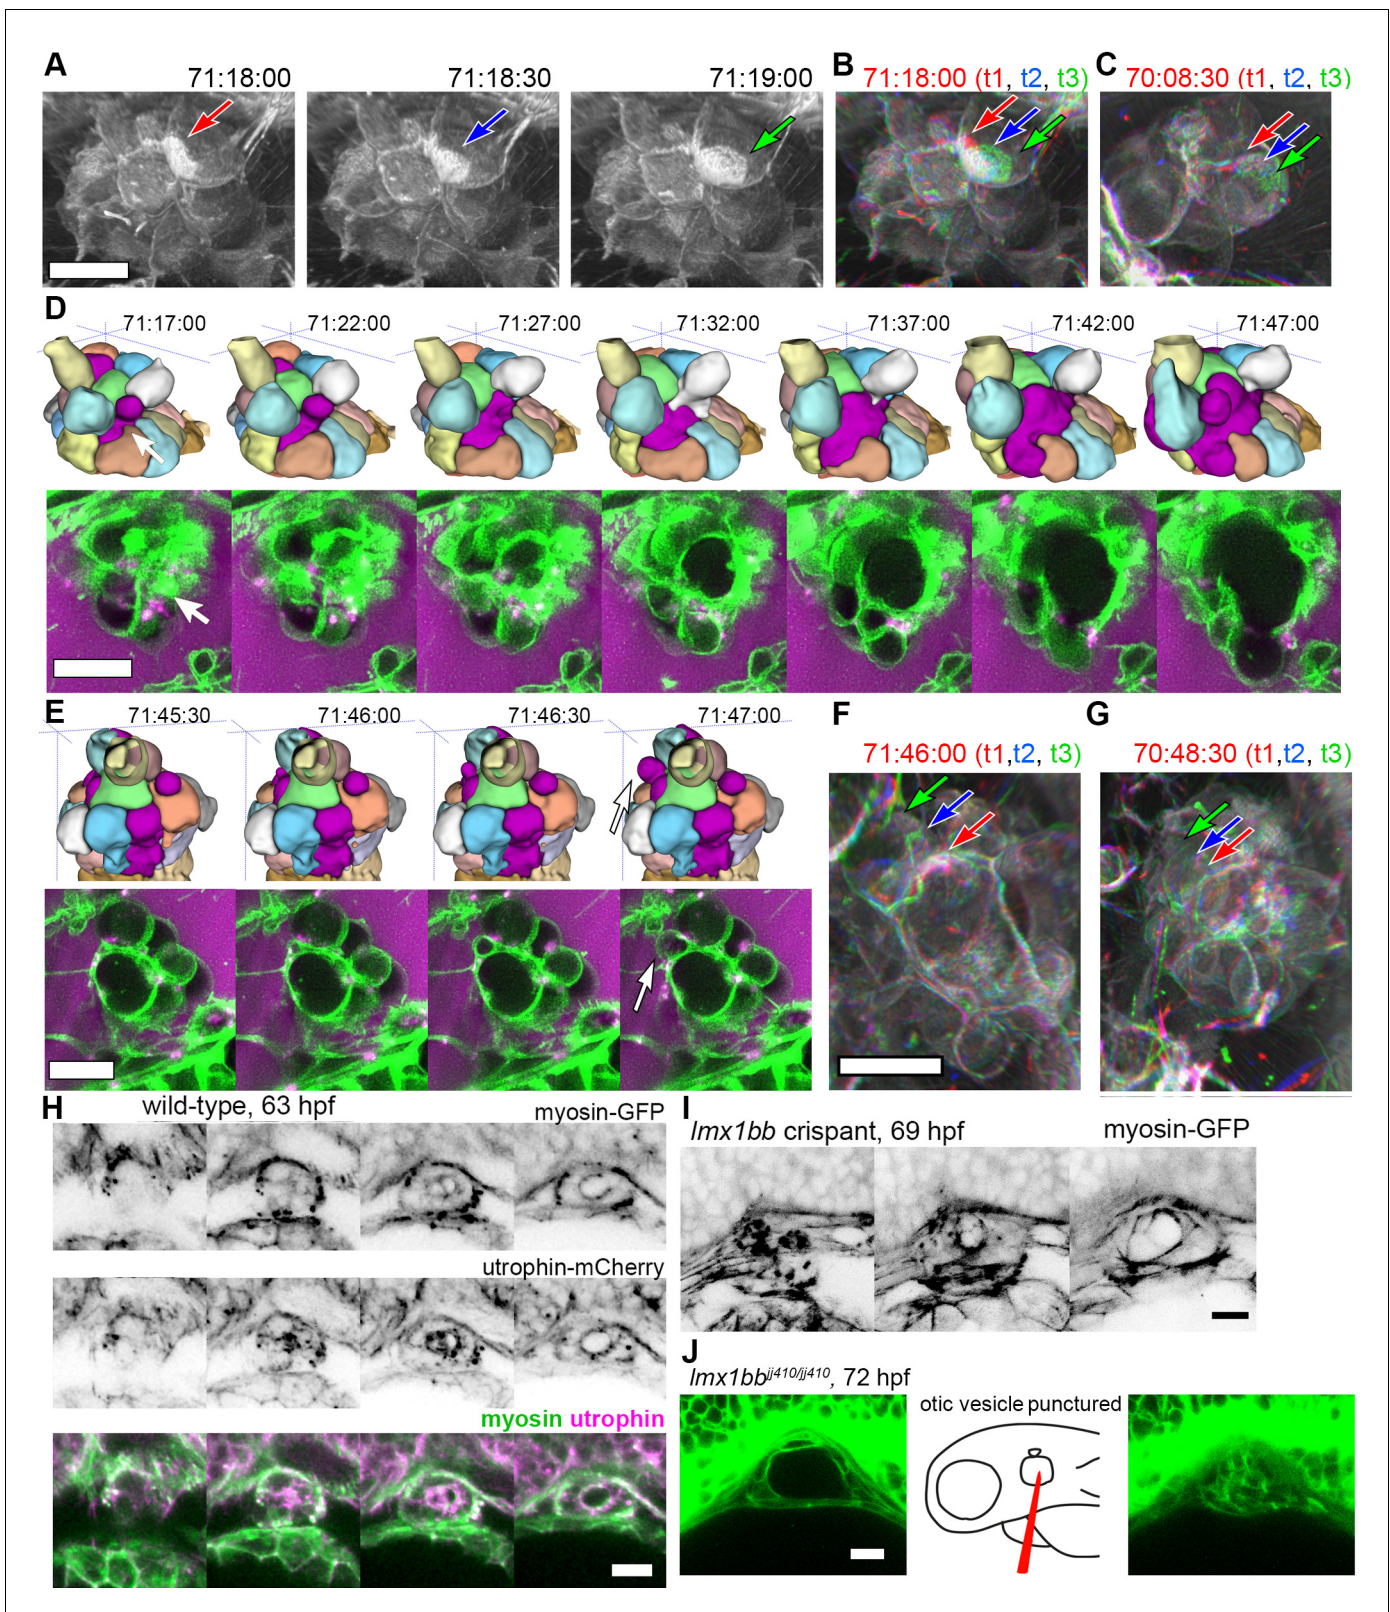 A
71:18:00
71:18:30
71:19:00
B
71:18:00 (t1, t2, t3)
C
70:08:30 (t1, t2, t3)
D
71:17:00
71:22:00
71:27:00
71:32:00
71:37:00
71:42:00
71:47:00
E
71:45:30
71:46:00
71:46:30
71:47:00
F
71:46:00 (t1,t2, t3)
G
70:48:30 (t1,t2, t3)
H
wild-type, 63 hpf
myosin-GFP
utrophin-mCherry
myosin utrophin
I
lmx1bb crispant, 69 hpf
myosin-GFP
J
lmx1bbjj410/jj410, 72 hpf
otic vesicle punctured